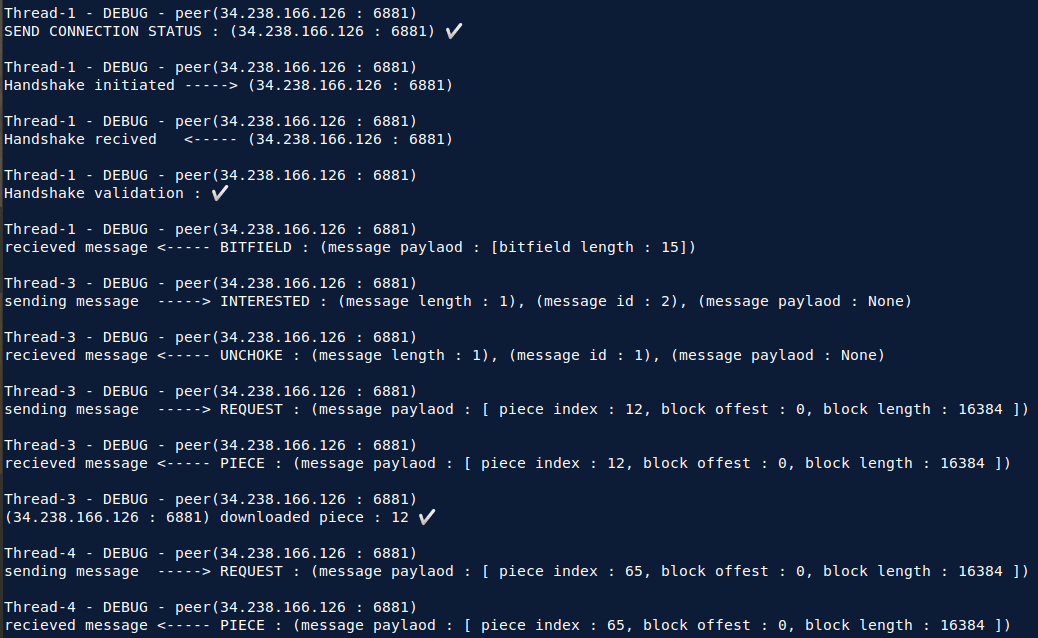 Thread-1 - DEBUG - peer(34.238.166.126 : 6881)
SEND CONNECTION STATUS : (34.238.166.126 : 6881) ✔
Thread-1 - DEBUG - peer(34.238.166.126 : 6881)
Handshake initiated -----> (34.238.166.126 : 6881)
Thread-1 - DEBUG - peer(34.238.166.126 : 6881)
Handshake recived   <----- (34.238.166.126 : 6881)
Thread-1 - DEBUG - peer(34.238.166.126 : 6881)
Handshake validation : ✔
Thread-1 - DEBUG - peer(34.238.166.126 : 6881)
recieved message <----- BITFIELD : (message paylaod : [bitfield length : 15])
Thread-3 - DEBUG - peer(34.238.166.126 : 6881)
sending message  -----> INTERESTED : (message length : 1), (message id : 2), (message paylaod : None)
Thread-3 - DEBUG - peer(34.238.166.126 : 6881)
recieved message <----- UNCHOKE : (message length : 1), (message id : 1), (message paylaod : None)
Thread-3 - DEBUG - peer(34.238.166.126 : 6881)
sending message  -----> REQUEST : (message paylaod : [ piece index : 12, block offest : 0, block length : 16384 ])
Thread-3 - DEBUG - peer(34.238.166.126 : 6881)
recieved message <----- PIECE : (message paylaod : [ piece index : 12, block offest : 0, block length : 16384 ])
Thread-3 - DEBUG - peer(34.238.166.126 : 6881)
(34.238.166.126 : 6881) downloaded piece : 12 ✔
Thread-4 - DEBUG - peer(34.238.166.126 : 6881)
sending message  -----> REQUEST : (message paylaod : [ piece index : 65, block offest : 0, block length : 16384 ])
Thread-4 - DEBUG - peer(34.238.166.126 : 6881)
recieved message <----- PIECE : (message paylaod : [ piece index : 65, block offest : 0, block length : 16384 ])